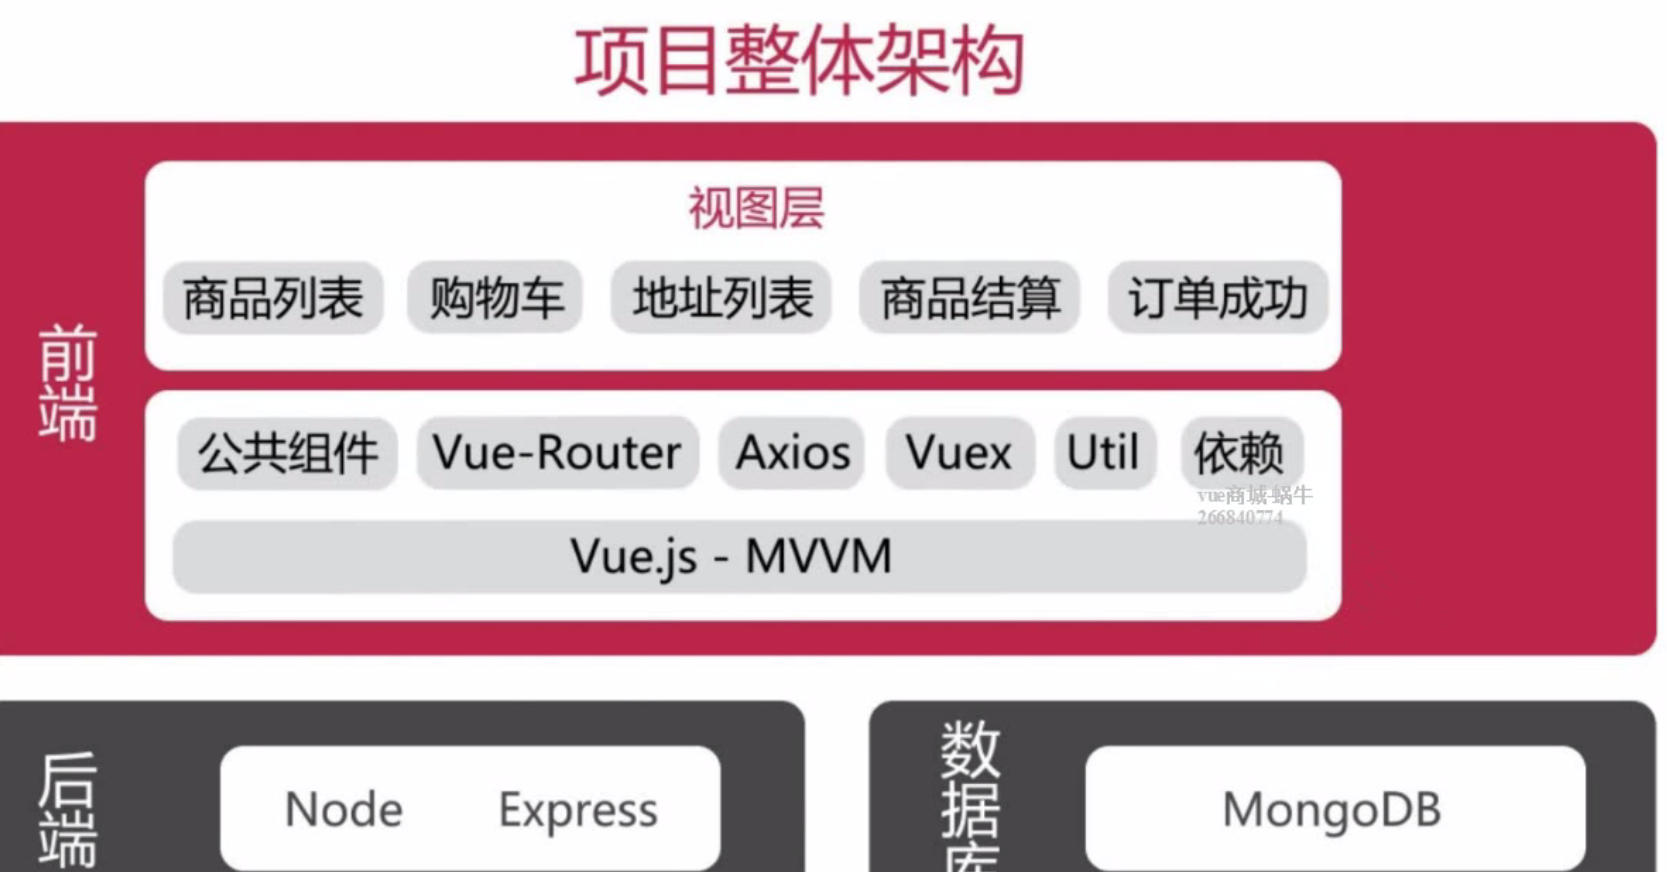 项目整体架构
前端
视图层
商品列表 购物车 地址列表 商品结算 订单成功
公共组件 Vue-Router Axios Vuex Util 依赖
vue商城-蜗牛
266840774
Vue.js - MVVM
后端
Node Express
数据库
MongoDB